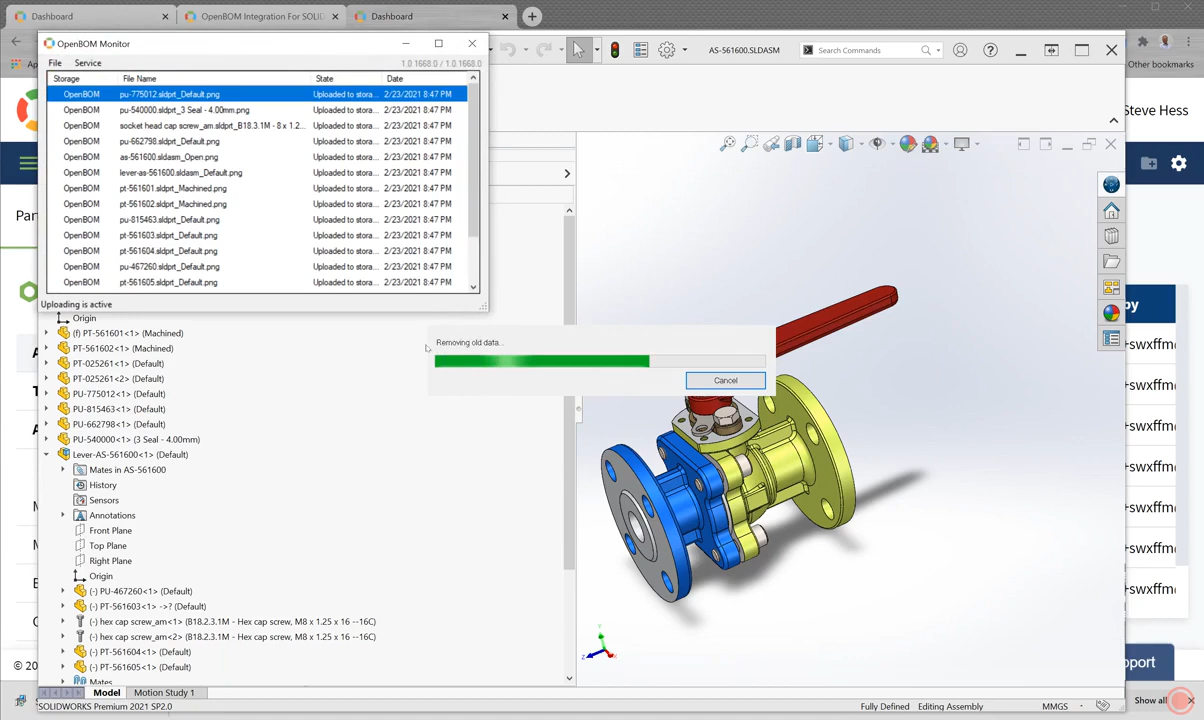 Dashboard
OpenBOM Integration For SOLID
Dashboard
OpenBOM Monitor
File Service
1.0.1668.0 / 1.0.1668.0
Storage File Name State Date
OpenBOM pu-775012.sldprt_Default.png Uploaded to stora... 2/23/2021 8:47 PM
OpenBOM pu-540000.sldprt_3 Seal - 4.00mm.png Uploaded to stora... 2/23/2021 8:47 PM
OpenBOM socket head cap screw_am.sldprt_B18.3.1M - 8 x 1.2... Uploaded to stora... 2/23/2021 8:47 PM
OpenBOM pu-662798.sldprt_Default.png Uploaded to stora... 2/23/2021 8:47 PM
OpenBOM as-561600.sldasm_Open.png Uploaded to stora... 2/23/2021 8:47 PM
OpenBOM lever-as-561600.sldasm_Default.png Uploaded to stora... 2/23/2021 8:47 PM
OpenBOM pt-561601.sldprt_Machined.png Uploaded to stora... 2/23/2021 8:47 PM
OpenBOM pt-561602.sldprt_Machined.png Uploaded to stora... 2/23/2021 8:47 PM
OpenBOM pu-815463.sldprt_Default.png Uploaded to stora... 2/23/2021 8:47 PM
OpenBOM pt-561603.sldprt_Default.png Uploaded to stora... 2/23/2021 8:47 PM
OpenBOM pt-561604.sldprt_Default.png Uploaded to stora... 2/23/2021 8:47 PM
OpenBOM pu-467260.sldprt_Default.png Uploaded to stora... 2/23/2021 8:47 PM
OpenBOM pt-561605.sldprt_Default.png Uploaded to stora... 2/23/2021 8:47 PM
Uploading is active
AS-561600.SLDASM
Search Commands
Other bookmarks
Steve Hess
Par
by
+swxffm
+swxffm
+swxffm
+swxffm
+swxffm
+swxffm
Origin
(f) PT-561601<1> (Machined)
PT-561602<1> (Machined)
PT-025261<1> (Default)
PT-025261<2> (Default)
PU-775012<1> (Default)
PU-815463<1> (Default)
PU-662798<1> (Default)
PU-540000<1> (3 Seal - 4.00mm)
Lever-AS-561600<1> (Default)
Mates in AS-561600
History
Sensors
Annotations
Front Plane
Top Plane
Right Plane
Origin
(-) PU-467260<1> (Default)
(-) PT-561603<1> ->? (Default)
(-) hex cap screw_am<1> (B18.2.3.1M - Hex cap screw, M8 x 1.25 x 16 --16C)
(-) hex cap screw_am<2> (B18.2.3.1M - Hex cap screw, M8 x 1.25 x 16 --16C)
(-) PT-561604<1> (Default)
(-) PT-561605<1> (Default)
Mates
Removing old data...
Cancel
Model Motion Study 1
SOLIDWORKS Premium 2021 SP2.0
Fully Defined Editing Assembly MMGS
© 20
pport
Show all